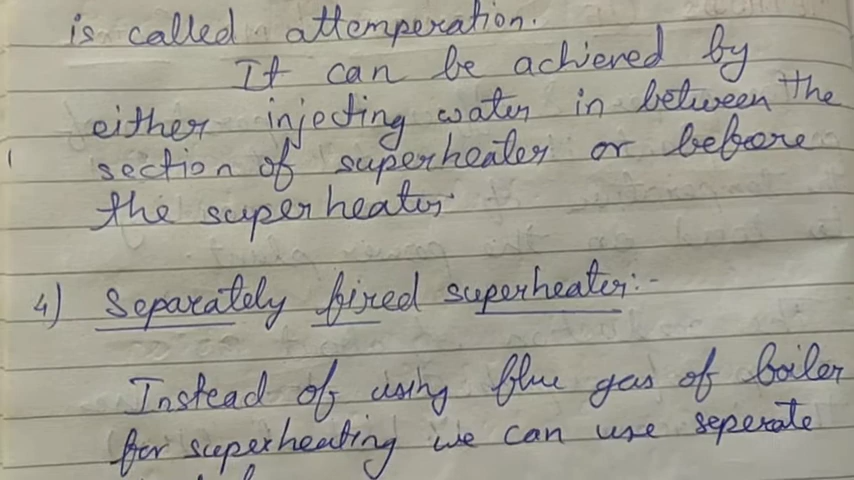 is called attemperation.
It can be achieved by
either injecting water in between the
section of superheater or before
the superheater
4) Separately fired superheater:-
Instead of using flue gas of boiler
for superheating we can use seperate